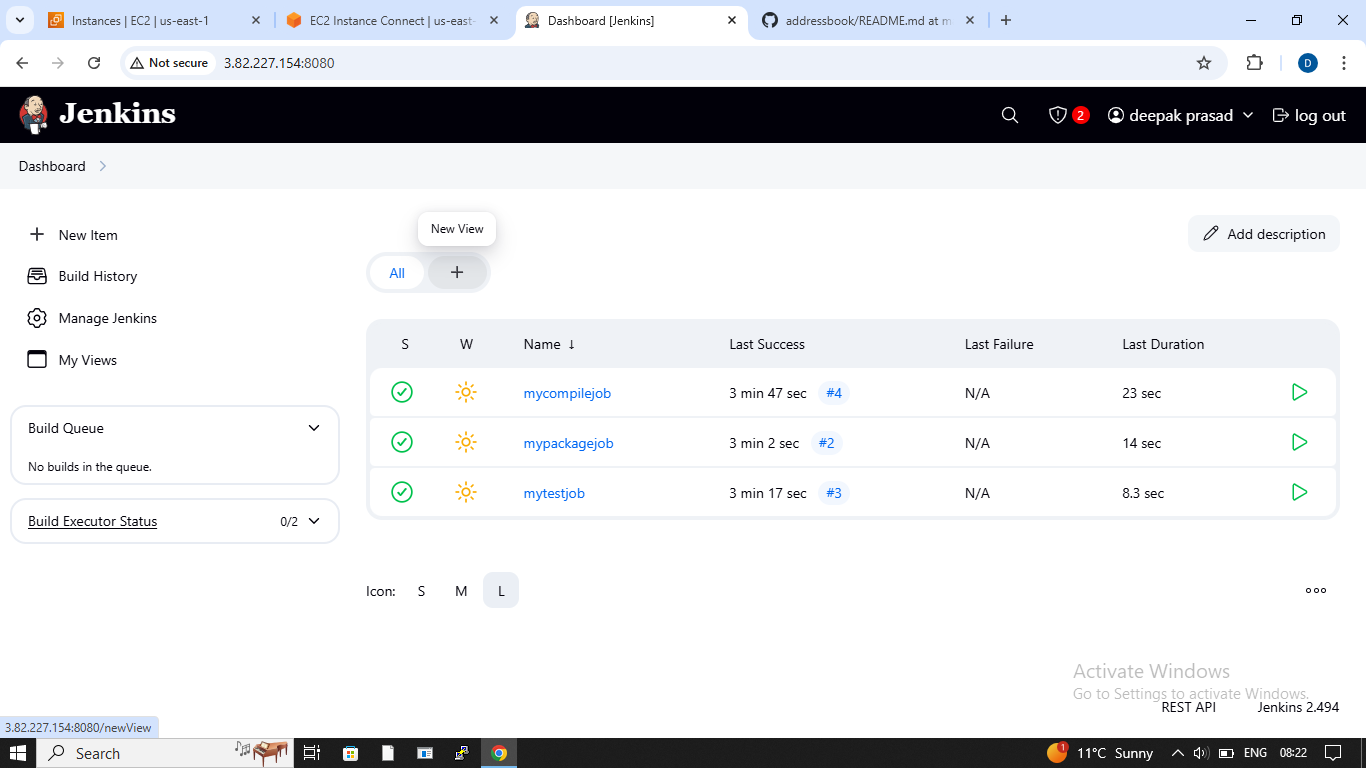 Instances | EC2 | us-east-1
EC2 Instance Connect | us-east-
Dashboard [Jenkins]
addressbook/README.md at m
Not secure
3.82.227.154:8080
D
Jenkins
2
deepak prasad
log out
Dashboard
New Item
Build History
Manage Jenkins
My Views
Build Queue
No builds in the queue.
Build Executor Status 0/2
New View
Add description
All
S W Name ↓ Last Success Last Failure Last Duration
mycompilejob 3 min 47 sec #4 N/A 23 sec
mypackagejob 3 min 2 sec #2 N/A 14 sec
mytestjob 3 min 17 sec #3 N/A 8.3 sec
Icon: S M L
Activate Windows
Go to Settings to activate Windows.
REST API Jenkins 2.494
3.82.227.154:8080/newView
Search
1
11°C Sunny
ENG
08:22